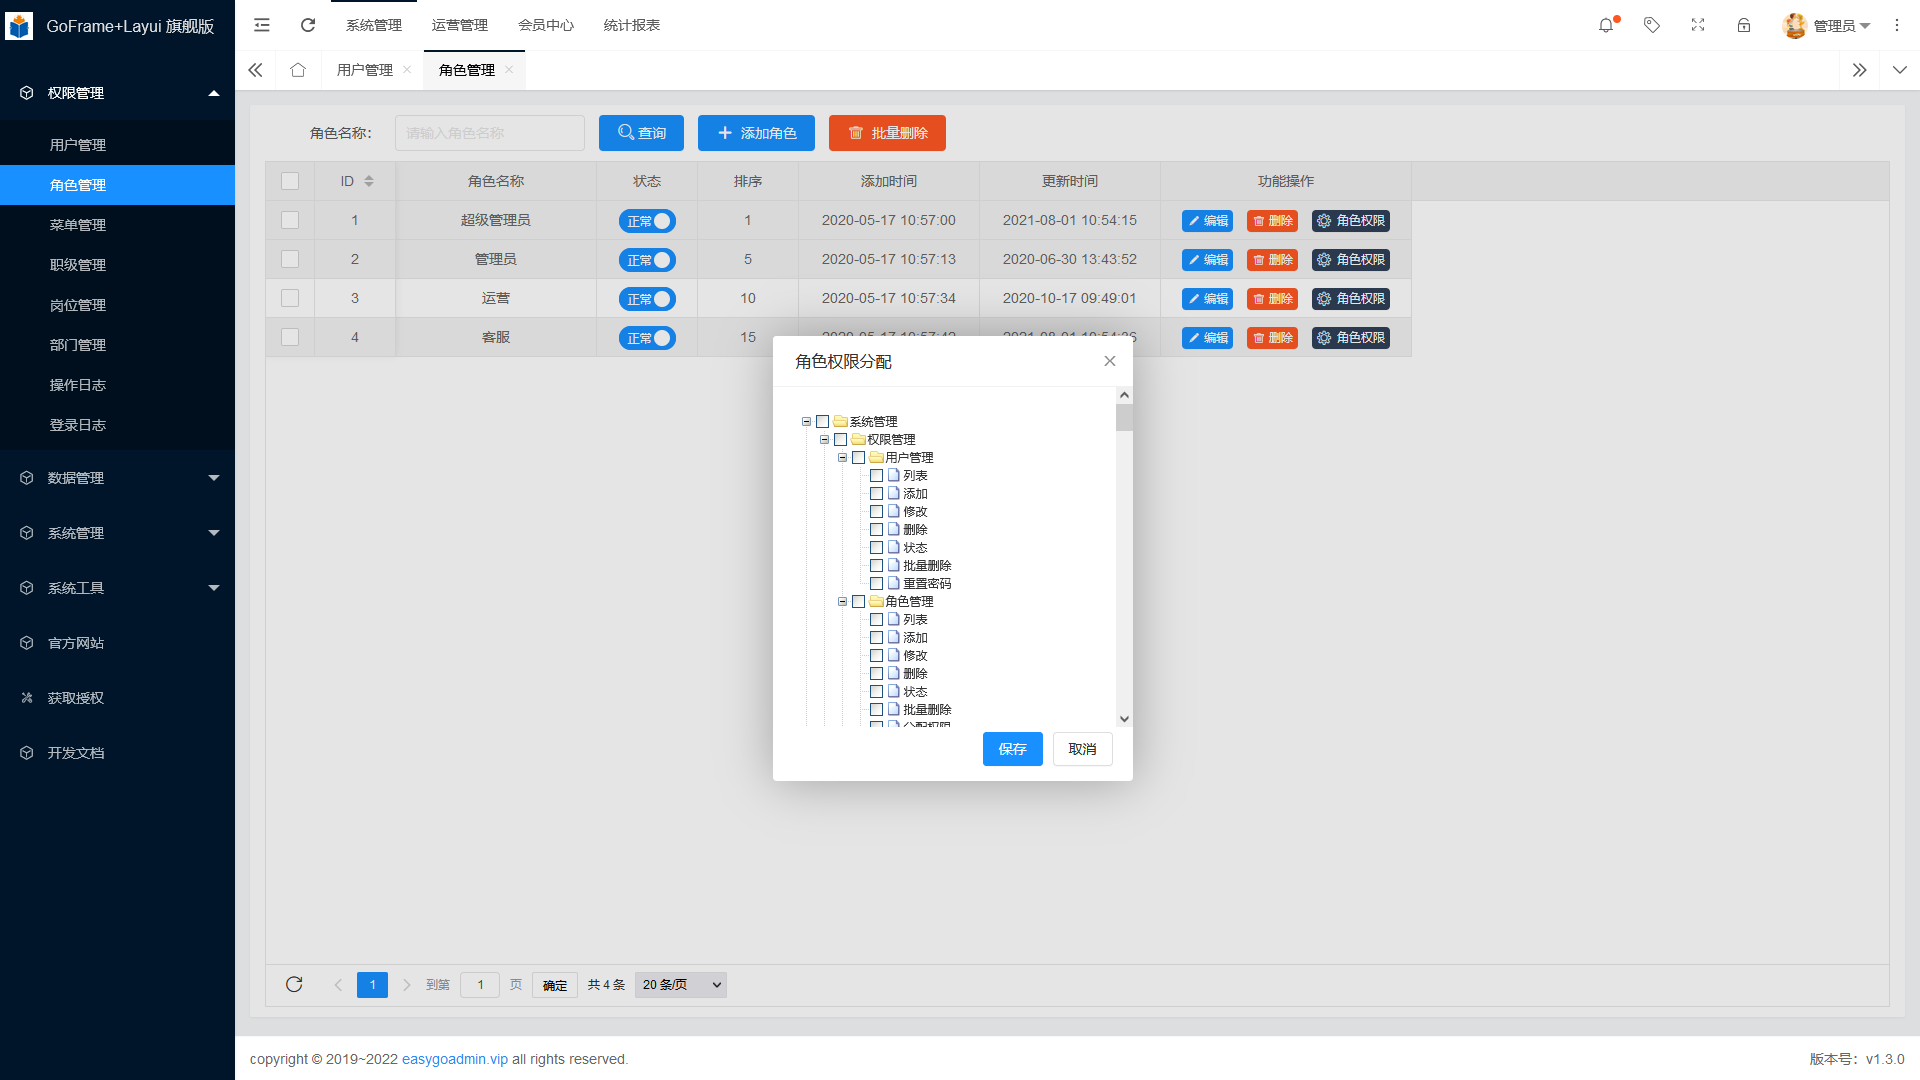 GoFrame+Layui 旗舰版
系统管理 运营管理 会员中心 统计报表
管理员
用户管理 角色管理
权限管理
用户管理
角色管理
菜单管理
职级管理
岗位管理
部门管理
操作日志
登录日志
数据管理
系统管理
系统工具
官方网站
获取授权
开发文档
角色名称： 请输入角色名称 查询 添加角色 批量删除
ID 角色名称 状态 排序 添加时间 更新时间 功能操作
1 超级管理员 正常 1 2020-05-17 10:57:00 2021-08-01 10:54:15 编辑 删除 角色权限
2 管理员 正常 5 2020-05-17 10:57:13 2020-06-30 13:43:52 编辑 删除 角色权限
3 运营 正常 10 2020-05-17 10:57:34 2020-10-17 09:49:01 编辑 删除 角色权限
4 客服 正常 15 2020-05-17 10:57:42 2021-08-01 10:54:36 编辑 删除 角色权限
角色权限分配
系统管理
权限管理
用户管理
列表
添加
修改
删除
状态
批量删除
重置密码
角色管理
列表
添加
修改
删除
状态
批量删除
分配权限
保存 取消
1 到第 1 页 确定 共 4 条 20 条/页
copyright © 2019~2022 easygoadmin.vip all rights reserved.
版本号：v1.3.0